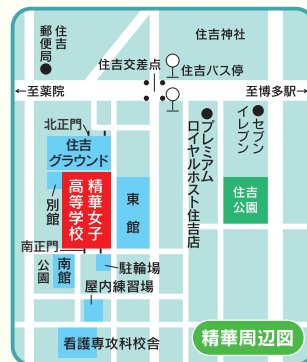 住吉
郵便局
住吉神社
住吉交差点
住吉バス停
←至薬院
至博多駅→
北正門
住吉
グラウンド
精華女子
高等学校
別館
東館
プレミアム
ロイヤルホスト住吉店
セブン
イレブン
住吉
公園
南正門
公園
南館
駐輪場
屋内練習場
看護専攻科校舎
精華周辺図